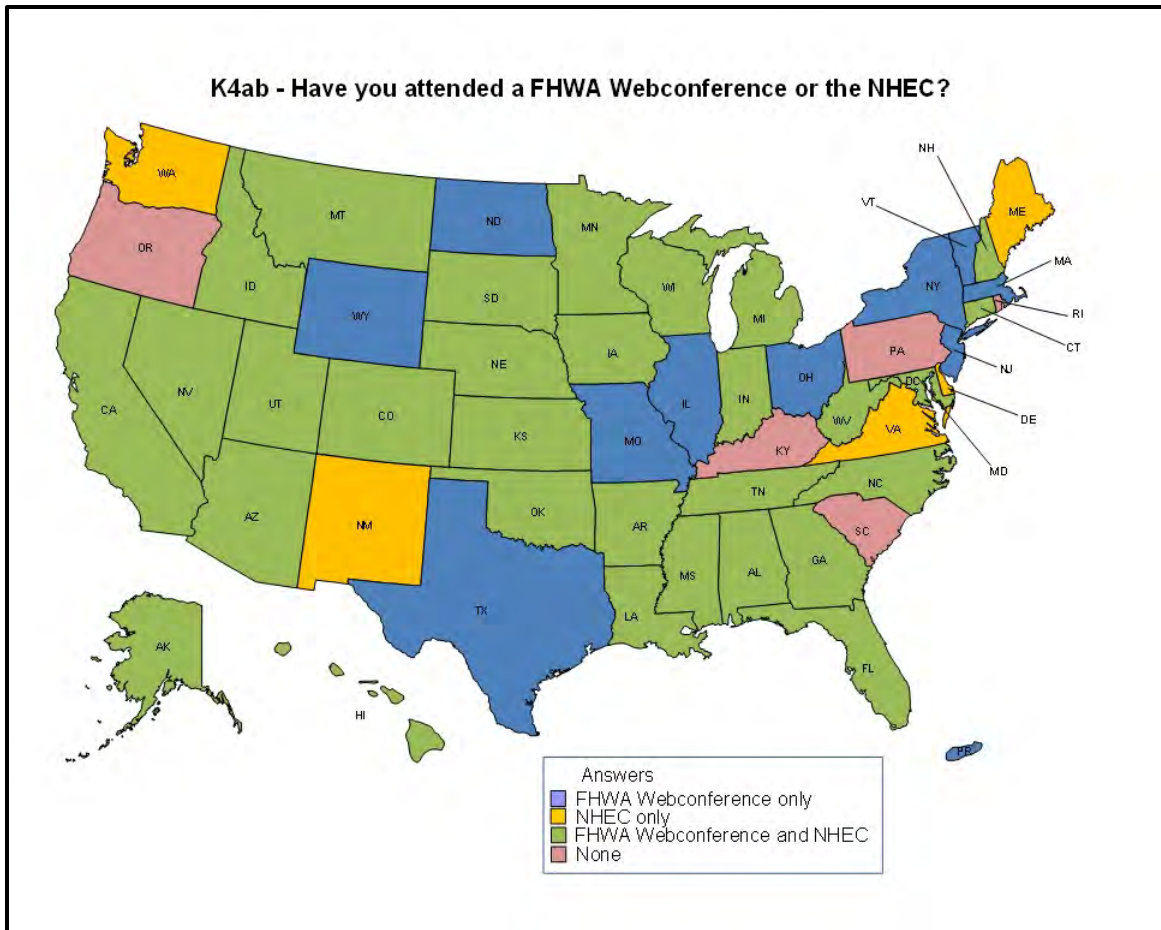 K4ab - Have you attended a FHWA Webconference or the NHEC?
NH
WA
VT
ME
MT
ND
MN
OR
MA
ID
SD
WI
NY
WY
MI
RI
CT
IA
PA
NE
NJ
NV
UT
OH
DC
CA
CO
IL
IN
DE
WV
KS
MO
VA
KY
MD
TN
NC
AZ
NM
OK
AR
SC
MS
AL
GA
TX
LA
AK
FL
HI
PR
Answers
FHWA Webconference only
NHEC only
FHWA Webconference and NHEC
None